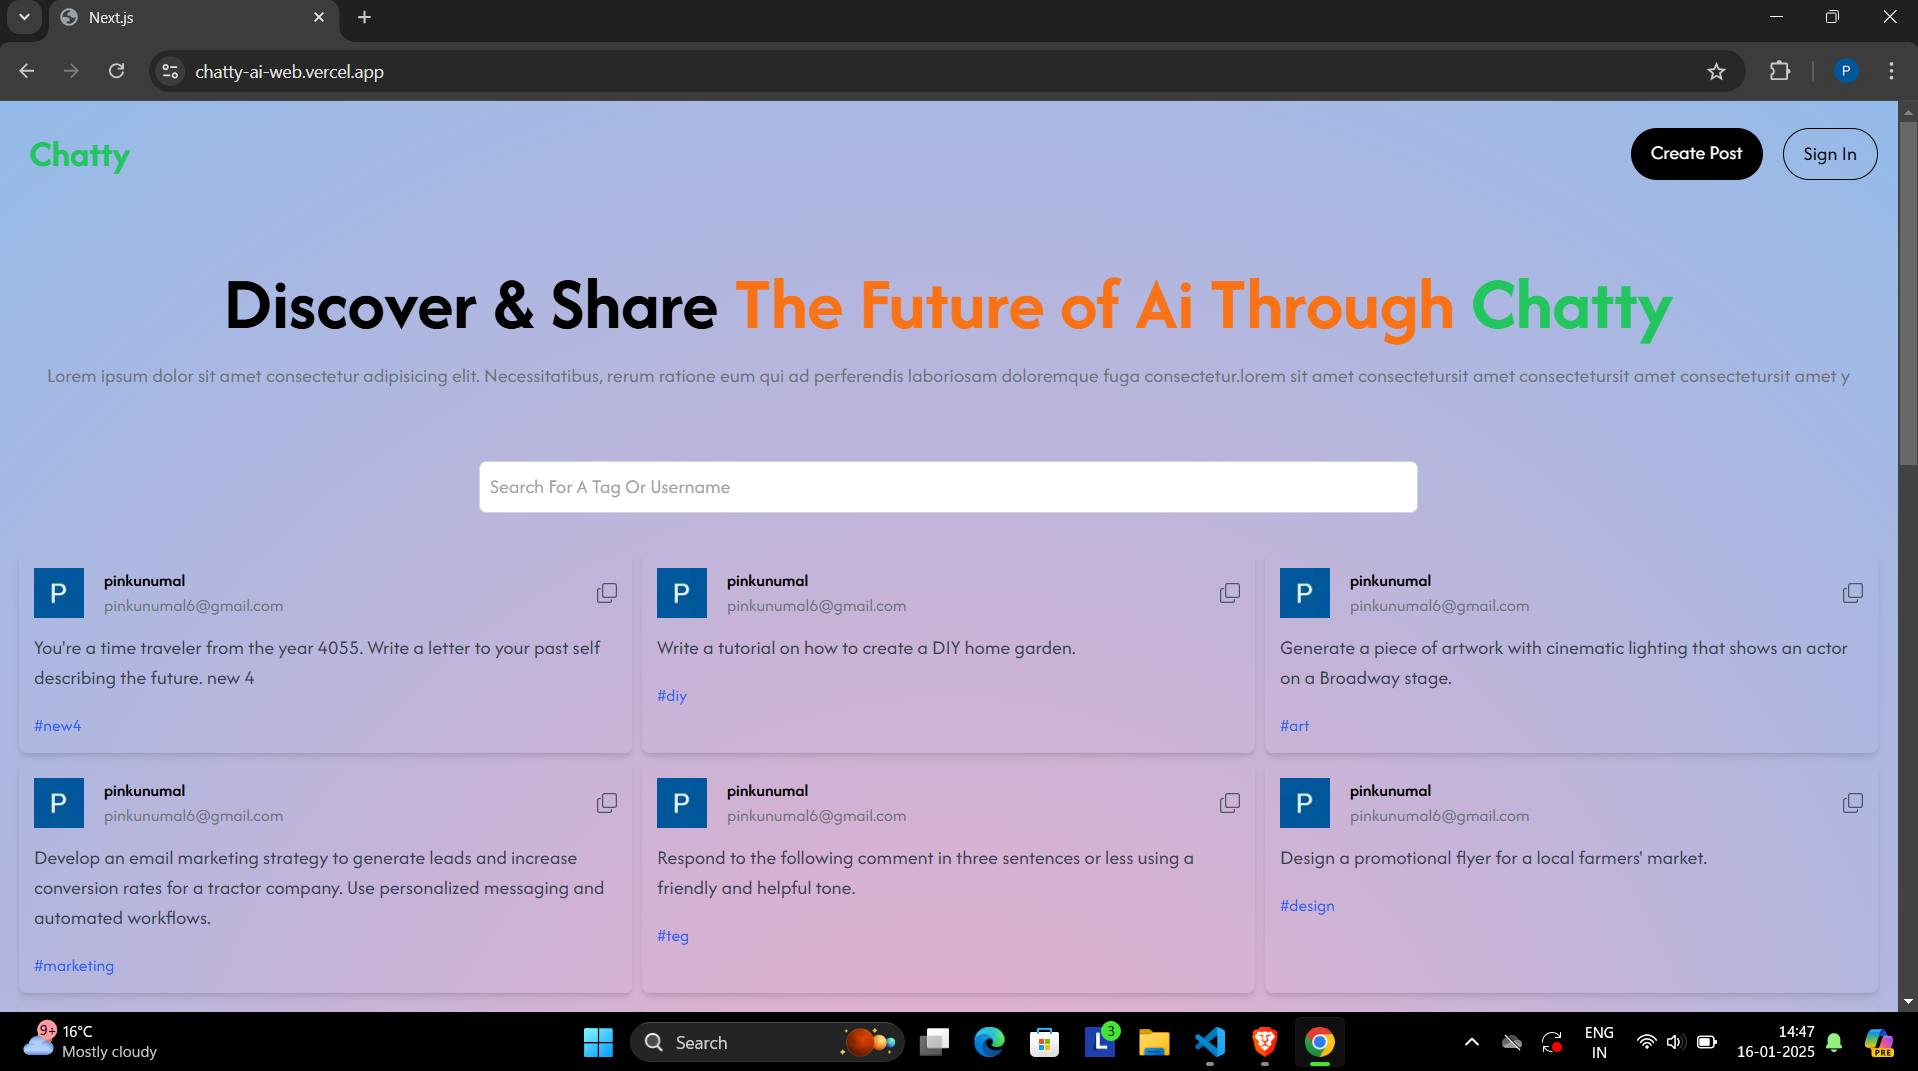 Next.js
chatty-ai-web.vercel.app
P
Chatty
Create Post
Sign In
Discover & Share The Future of Ai Through Chatty
Lorem ipsum dolor sit amet consectetur adipisicing elit. Necessitatibus, rerum ratione eum qui ad perferendis laboriosam doloremque fuga consectetur.lorem sit amet consectetursit amet consectetursit amet consectetursit amet y
Search For A Tag Or Username
P
pinkunumal
pinkunumal6@gmail.com
You're a time traveler from the year 4055. Write a letter to your past self
describing the future. new 4
#new4
P
pinkunumal
pinkunumal6@gmail.com
Write a tutorial on how to create a DIY home garden.
#diy
P
pinkunumal
pinkunumal6@gmail.com
Generate a piece of artwork with cinematic lighting that shows an actor
on a Broadway stage.
#art
P
pinkunumal
pinkunumal6@gmail.com
Develop an email marketing strategy to generate leads and increase
conversion rates for a tractor company. Use personalized messaging and
automated workflows.
#marketing
P
pinkunumal
pinkunumal6@gmail.com
Respond to the following comment in three sentences or less using a
friendly and helpful tone.
#teg
P
pinkunumal
pinkunumal6@gmail.com
Design a promotional flyer for a local farmers' market.
#design
9+
16°C
Mostly cloudy
Search
L
3
ENG
IN
14:47
16-01-2025
PRE